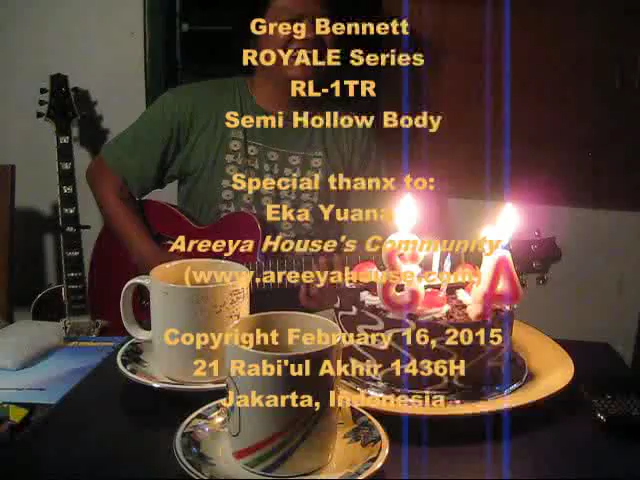 Greg Bennett
ROYALE Series
RL-1TR
Semi Hollow Body
Special thanx to:
Eka Yuana
Areeya House's Community
(www.areeyahouse.com)
Copyright February 16, 2015
21 Rabi'ul Akhir 1436H
Jakarta, Indonesia